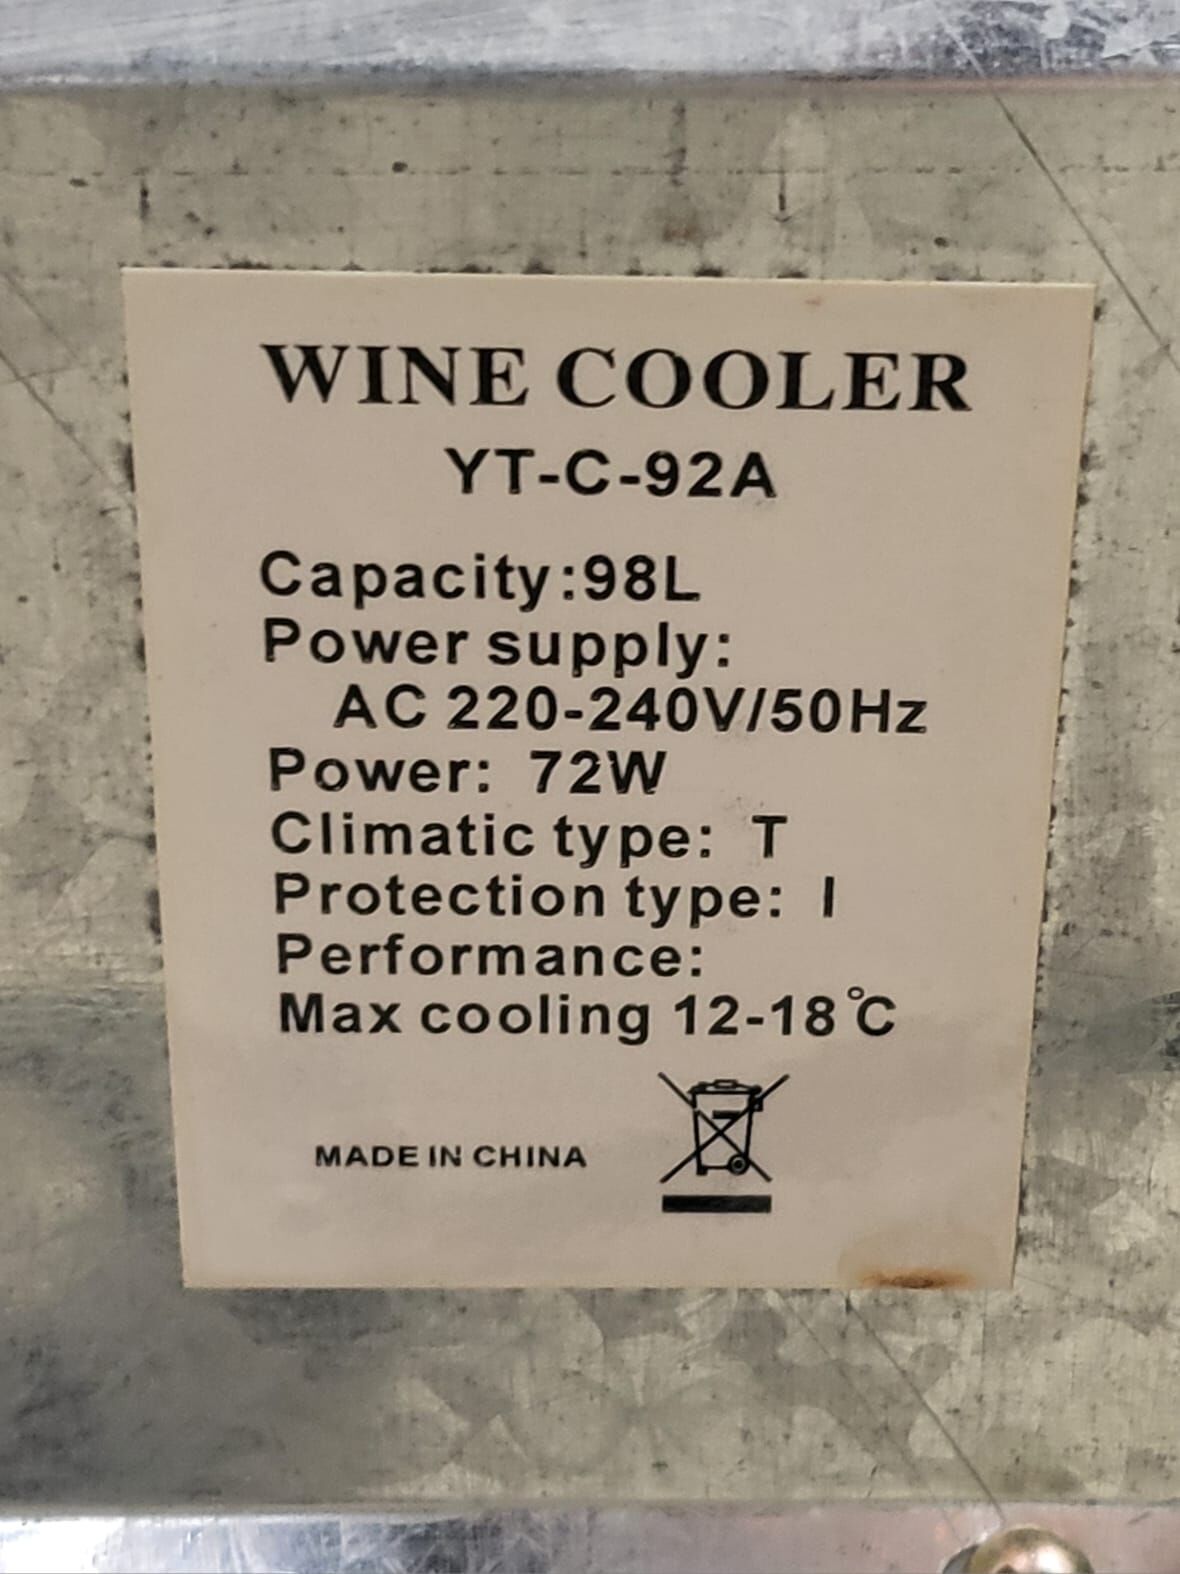 WINE COOLER
YT-C-92A
Capacity:98L
Power supply:
AC 220-240V/50Hz
Power: 72W
Climatic type: T
Protection type: I
Performance:
Max cooling 12-18℃
MADE IN CHINA